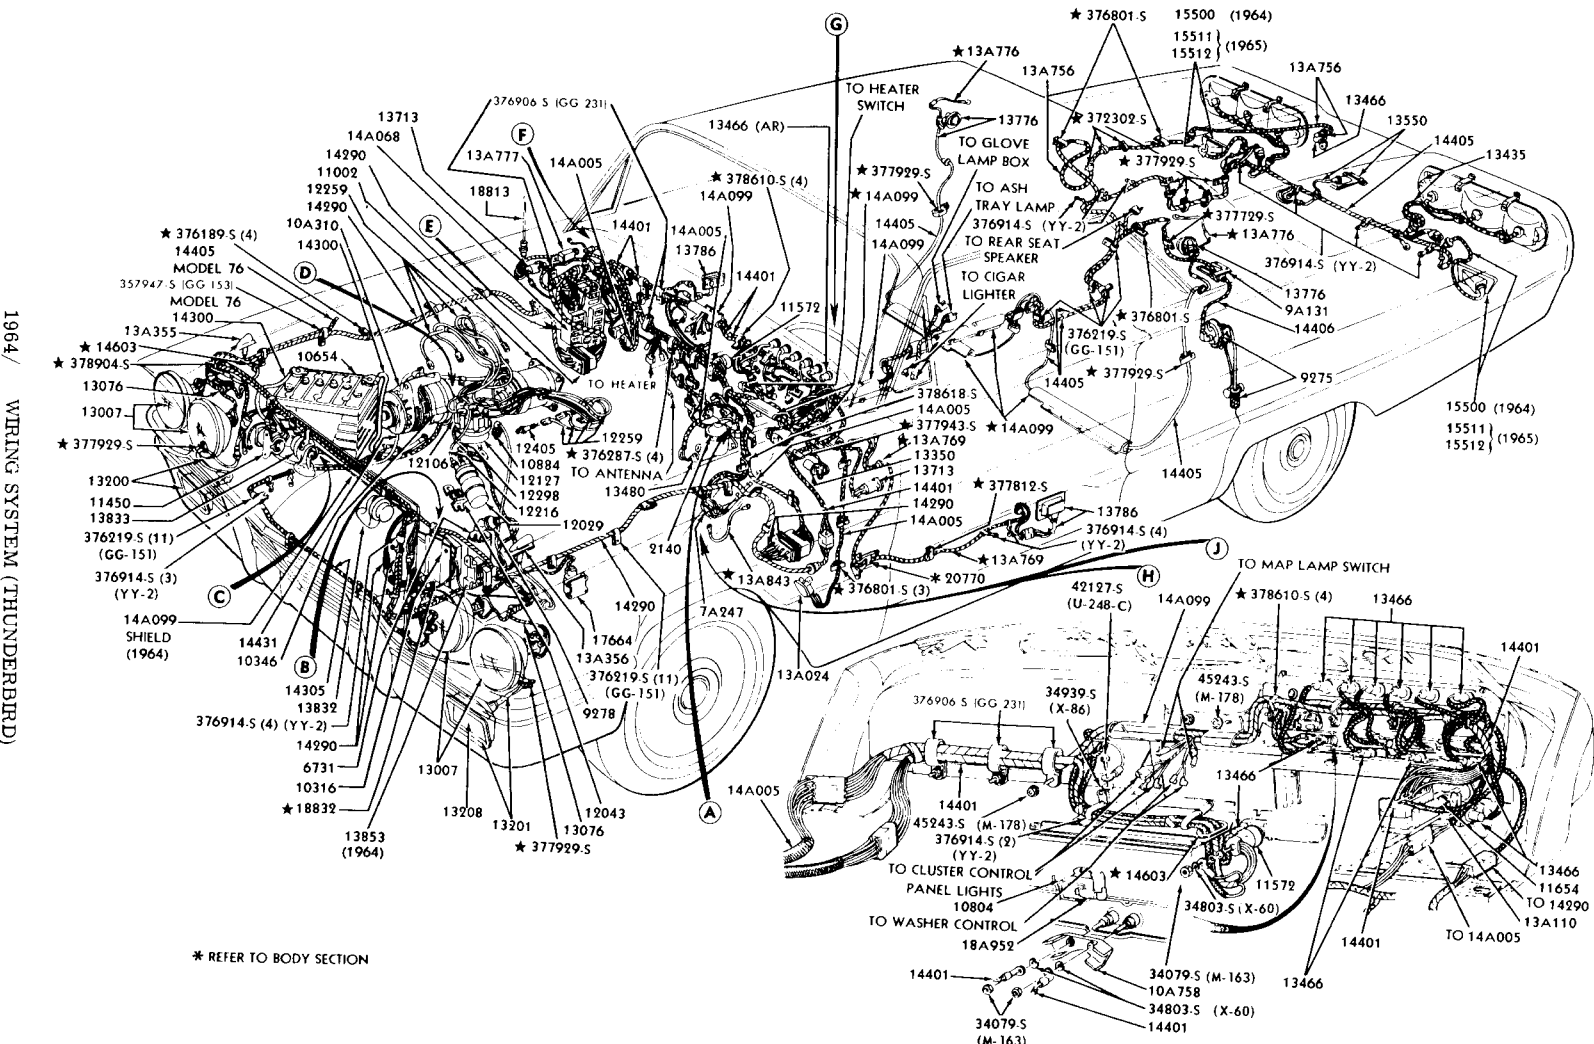 1964/ WIRING SYSTEM (THUNDERBIRD)
G
★ 376801-S
15500 (1964)
15511
15512 } (1965)
★ 13A776
13A756
13A756
13466
13550
14405
13435
TO HEATER
SWITCH
13776
★ 372302-S
TO GLOVE
LAMP BOX
★ 377929-S
★ 377929-S
TO ASH
TRAY LAMP
376914-S (YY-2)
★ 377729-S
★ 13A776
TO REAR SEAT
SPEAKER
376914-S (YY-2)
TO CIGAR
LIGHTER
13776
9A131
14406
★ 376801-S
376219-S
(GG-151)
14405
★ 377929-S
9275
15500 (1964)
15511
15512 } (1965)
14405
★ 14A099
376906 S (GG 231)
13466 (AR)
F
13713
14A068
14290
11002
12259
14290
10A310
14300
13A777
14A005
18813
★ 378610-S (4)
14A099
★ 14A099
14405
14A099
14401
14A005
13786
14401
11572
E
D
★ 376189-S (4)
14405
MODEL 76
357947-S (GG 153)
MODEL 76
14300
13A355
★ 14603
★ 378904-S
13076
13007
★ 377929-S
13200
11450
13833
376219-S (11)
(GG-151)
376914-S (3)
(YY-2)
C
14A099
SHIELD
(1964)
14431
10346
B
10654
TO HEATER
12106
12405
10884
12127
12298
12216
12029
12259
★ 376287-S (4)
TO ANTENNA
13480
2140
378618-S
14A005
★ 377943-S
★ 13A769
13350
13713
14401
14290
14A005
★ 377812-S
13786
376914-S (4)
(YY-2)
★ 13A769
* 20770
★ 376801-S (3)
★ 13A843
7A247
13A024
J
H
14290
17664
13A356
376219-S (11)
(GG-151)
9278
14305
13832
376914-S (4) (YY-2)
14290
6731
10316
★ 18832
13853
(1964)
13007
13208
13201
12043
13076
★ 377929-S
A
TO MAP LAMP SWITCH
42127-S
(U-248-C)
14A099
★ 378610-S (4)
13466
14401
45243-S
(M-178)
34939-S
(X-86)
376906 S (GG 231)
14A005
14401
45243-S (M-178)
376914-S (2)
(YY-2)
TO CLUSTER CONTROL
PANEL LIGHTS
10804
TO WASHER CONTROL
18A952
★ 14603
13466
11572
34803-S (X-60)
14401
34079-S (M-163)
10A758
34803-S (X-60)
14401
34079-S
(M-163)
13466
14401
13466
11654
TO 14290
13A110
TO 14A005
* REFER TO BODY SECTION